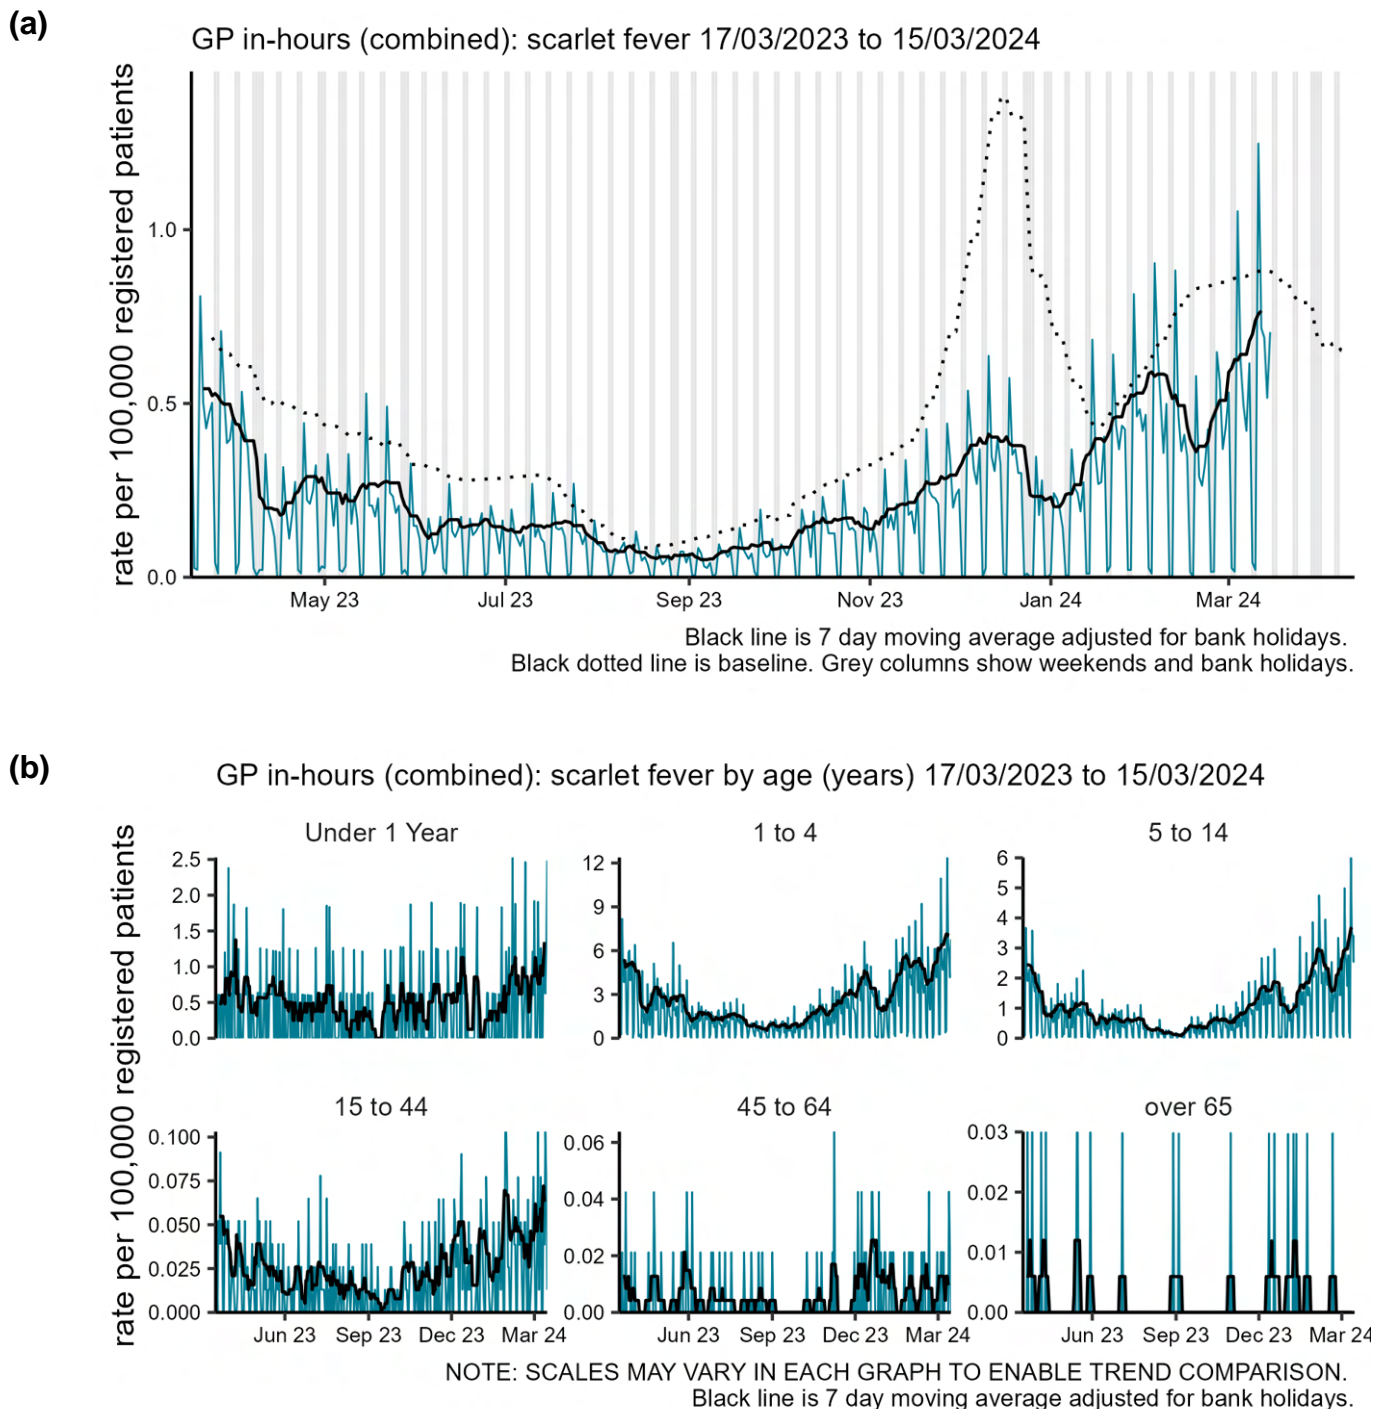 (a)
GP in-hours (combined): scarlet fever 17/03/2023 to 15/03/2024
rate per 100,000 registered patients
1.0
0.5
0.0
May 23 Jul 23 Sep 23 Nov 23 Jan 24 Mar 24
Black line is 7 day moving average adjusted for bank holidays.
Black dotted line is baseline. Grey columns show weekends and bank holidays.
(b)
GP in-hours (combined): scarlet fever by age (years) 17/03/2023 to 15/03/2024
rate per 100,000 registered patients
Under 1 Year
2.5
2.0
1.5
1.0
0.5
0.0
1 to 4
12
9
6
3
0
5 to 14
6
5
4
3
2
1
0
15 to 44
0.100
0.075
0.050
0.025
0.000
Jun 23 Sep 23 Dec 23 Mar 24
45 to 64
0.06
0.04
0.02
0.00
Jun 23 Sep 23 Dec 23 Mar 24
over 65
0.03
0.02
0.01
0.00
Jun 23 Sep 23 Dec 23 Mar 24
NOTE: SCALES MAY VARY IN EACH GRAPH TO ENABLE TREND COMPARISON.
Black line is 7 day moving average adjusted for bank holidays.